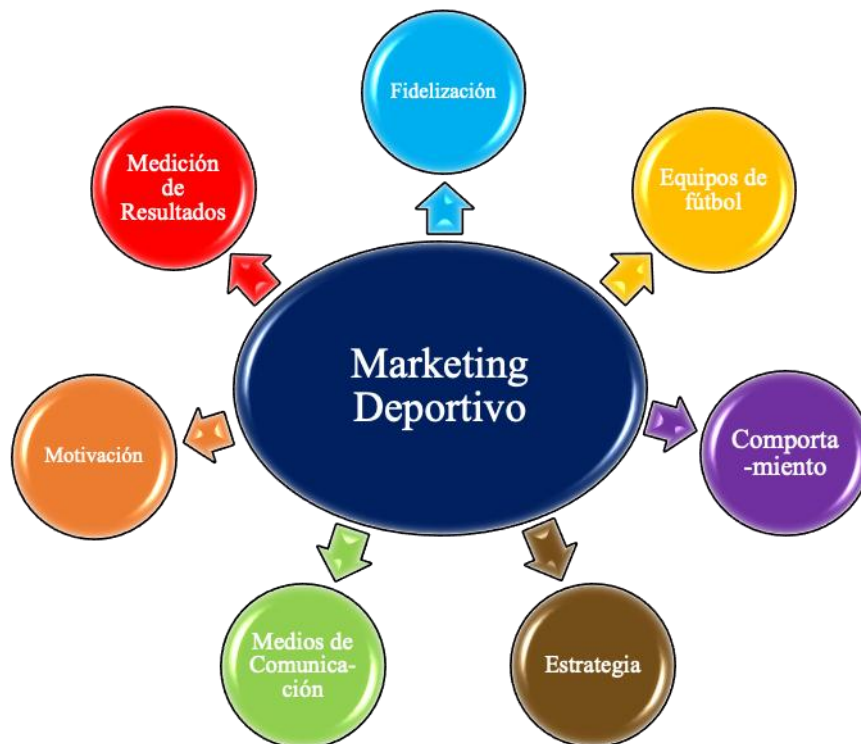 Fidelización
Equipos de
fútbol
Comporta
-miento
Estrategia
Medios de
Comunica-
ción
Motivación
Medición
de
Resultados
Marketing
Deportivo